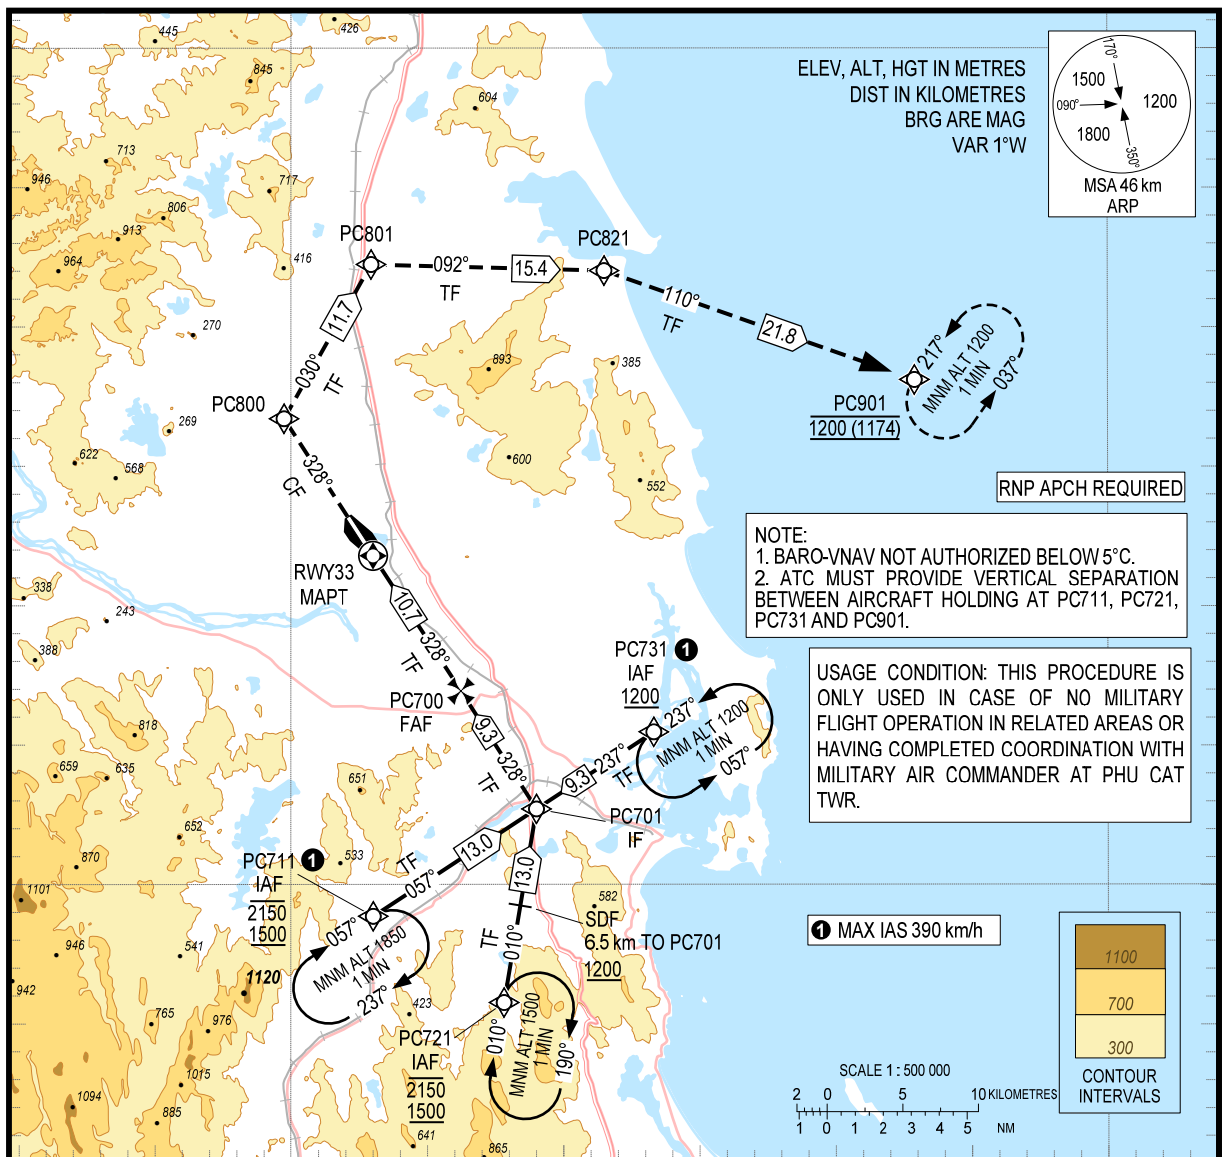 445
426
845
604
ELEV, ALT, HGT IN METRES
DIST IN KILOMETRES
BRG ARE MAG
VAR 1°W
170°
1500
090°
1200
1800
350°
MSA 46 km
ARP
713
946
717
806
913
964
416
270
PC801
092°
TF
15.4
PC821
110°
TF
21.8
11.7
030°
TF
893
385
217°
MNM ALT 1200
1 MIN
037°
PC901
1200 (1174)
PC800
269
622
568
600
552
328°
CF
RNP APCH REQUIRED
NOTE:
1. BARO-VNAV NOT AUTHORIZED BELOW 5°C.
2. ATC MUST PROVIDE VERTICAL SEPARATION
BETWEEN AIRCRAFT HOLDING AT PC711, PC721,
PC731 AND PC901.
RWY33
MAPT
338
243
388
10.7
328°
TF
PC731 1
IAF
1200
PC700
FAF
USAGE CONDITION: THIS PROCEDURE IS
ONLY USED IN CASE OF NO MILITARY
FLIGHT OPERATION IN RELATED AREAS OR
HAVING COMPLETED COORDINATION WITH
MILITARY AIR COMMANDER AT PHU CAT
TWR.
237°
MNM ALT 1200
1 MIN
057°
818
659
635
651
9.3
328°
TF
9.3
237°
TF
PC701
IF
652
870
533
1101
PC711 1
IAF
2150
1500
TF
13.0
057°
13.0
582
SDF
6.5 km TO PC701
1200
010°
TF
1 MAX IAS 390 km/h
057°
MNM ALT 1850
1 MIN
237°
946
541
1120
942
765
976
423
PC721
IAF
2150
1500
010°
MNM ALT 1500
1 MIN
190°
1015
1094
885
641
865
1100
700
300
CONTOUR
INTERVALS
SCALE 1 : 500 000
2 0 5 10 KILOMETRES
1 0 1 2 3 4 5 NM